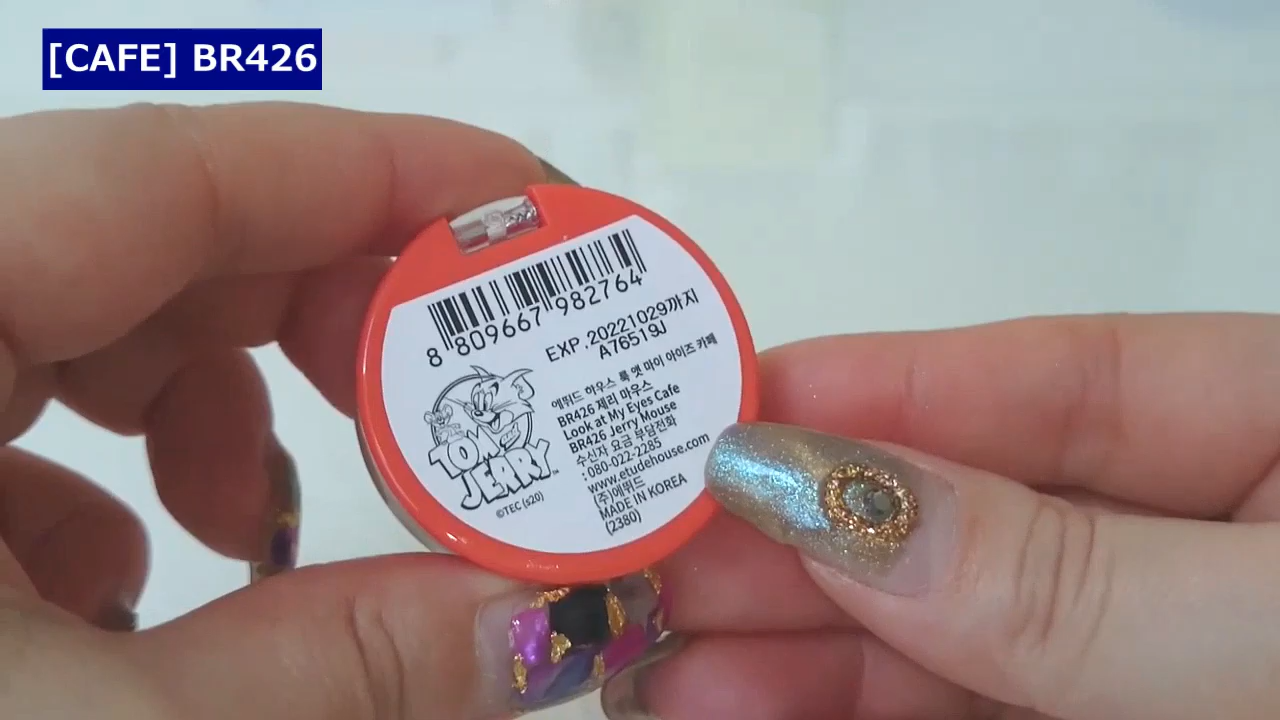 [CAFE] BR426
8 809667 982764
EXP.20221029까지
A76519J
에뛰드 하우스 룩 앳 마이 아이즈 카페
BR426 제리 마우스
Look at My Eyes Cafe
BR426 Jerry Mouse
수신자 요금 부담전화
: 080-022-2285
www.etudehouse.com
(주)에뛰드
MADE IN KOREA
(2380)
TOM AND
JERRY™
©TEC (s20)